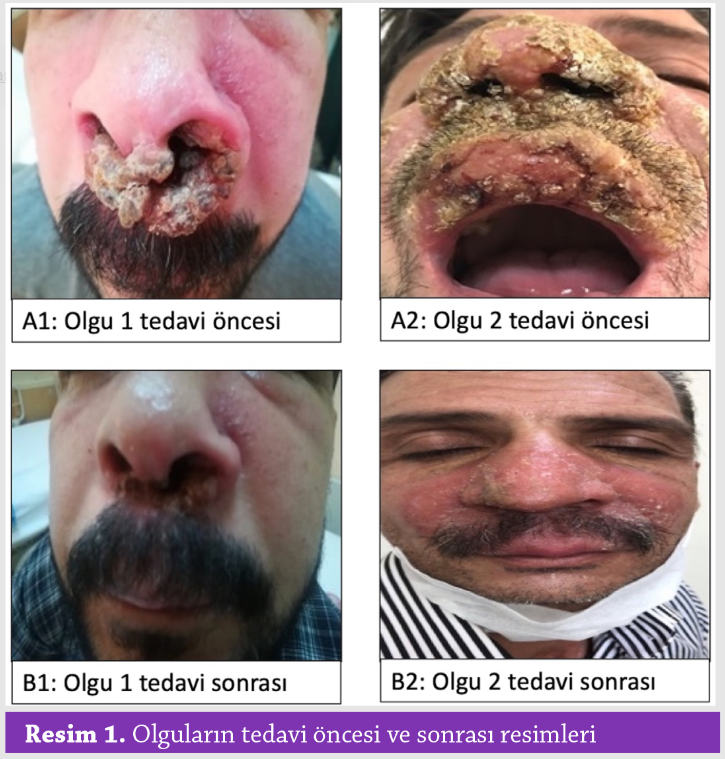 A1: Olgu 1 tedavi öncesi
A2: Olgu 2 tedavi öncesi
B1: Olgu 1 tedavi sonrası
B2: Olgu 2 tedavi sonrası
Resim 1. Olguların tedavi öncesi ve sonrası resimleri